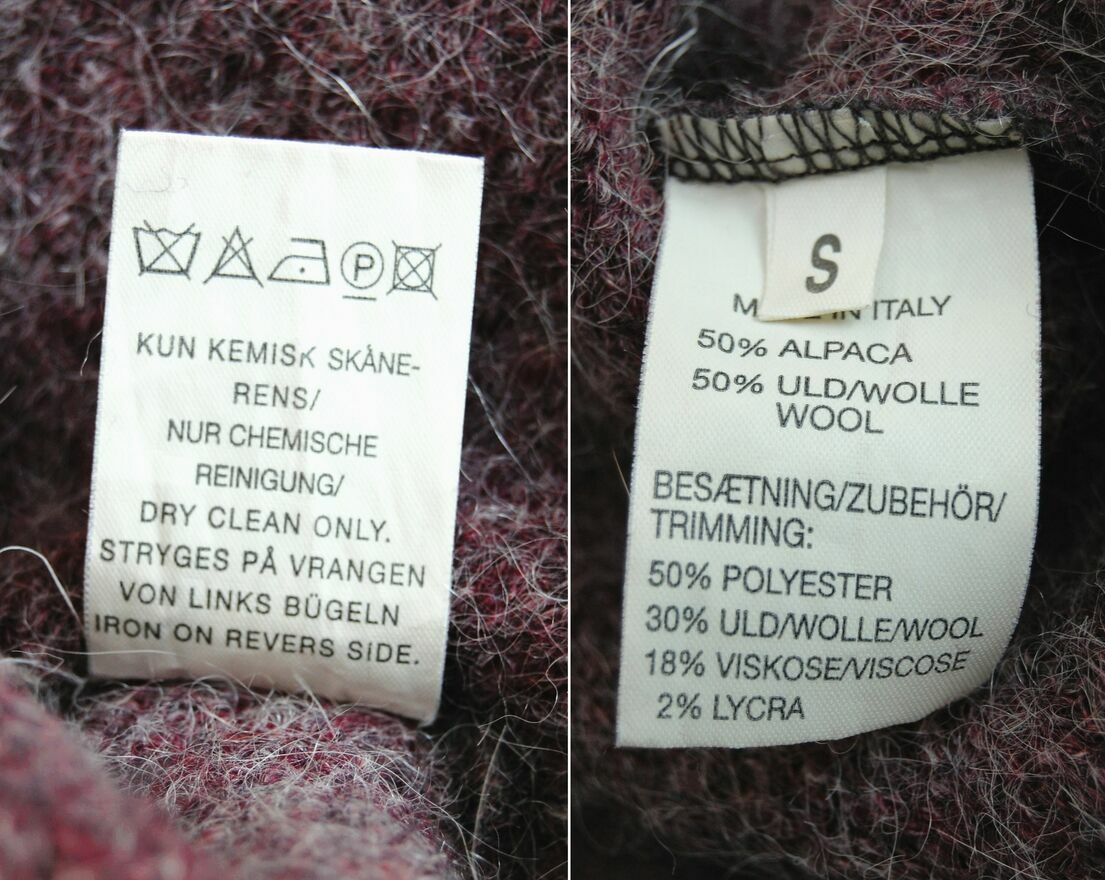 P
KUN KEMISK SKÅNE-
RENS/
NUR CHEMISCHE
REINIGUNG/
DRY CLEAN ONLY.
STRYGES PÅ VRANGEN
VON LINKS BÜGELN
IRON ON REVERS SIDE.
S
IN ITALY
50% ALPACA
50% ULD/WOLLE
WOOL
BESÆTNING/ZUBEHÖR/
TRIMMING:
50% POLYESTER
30% ULD/WOLLE/WOOL
18% VISKOSE/VISCOSE
2% LYCRA